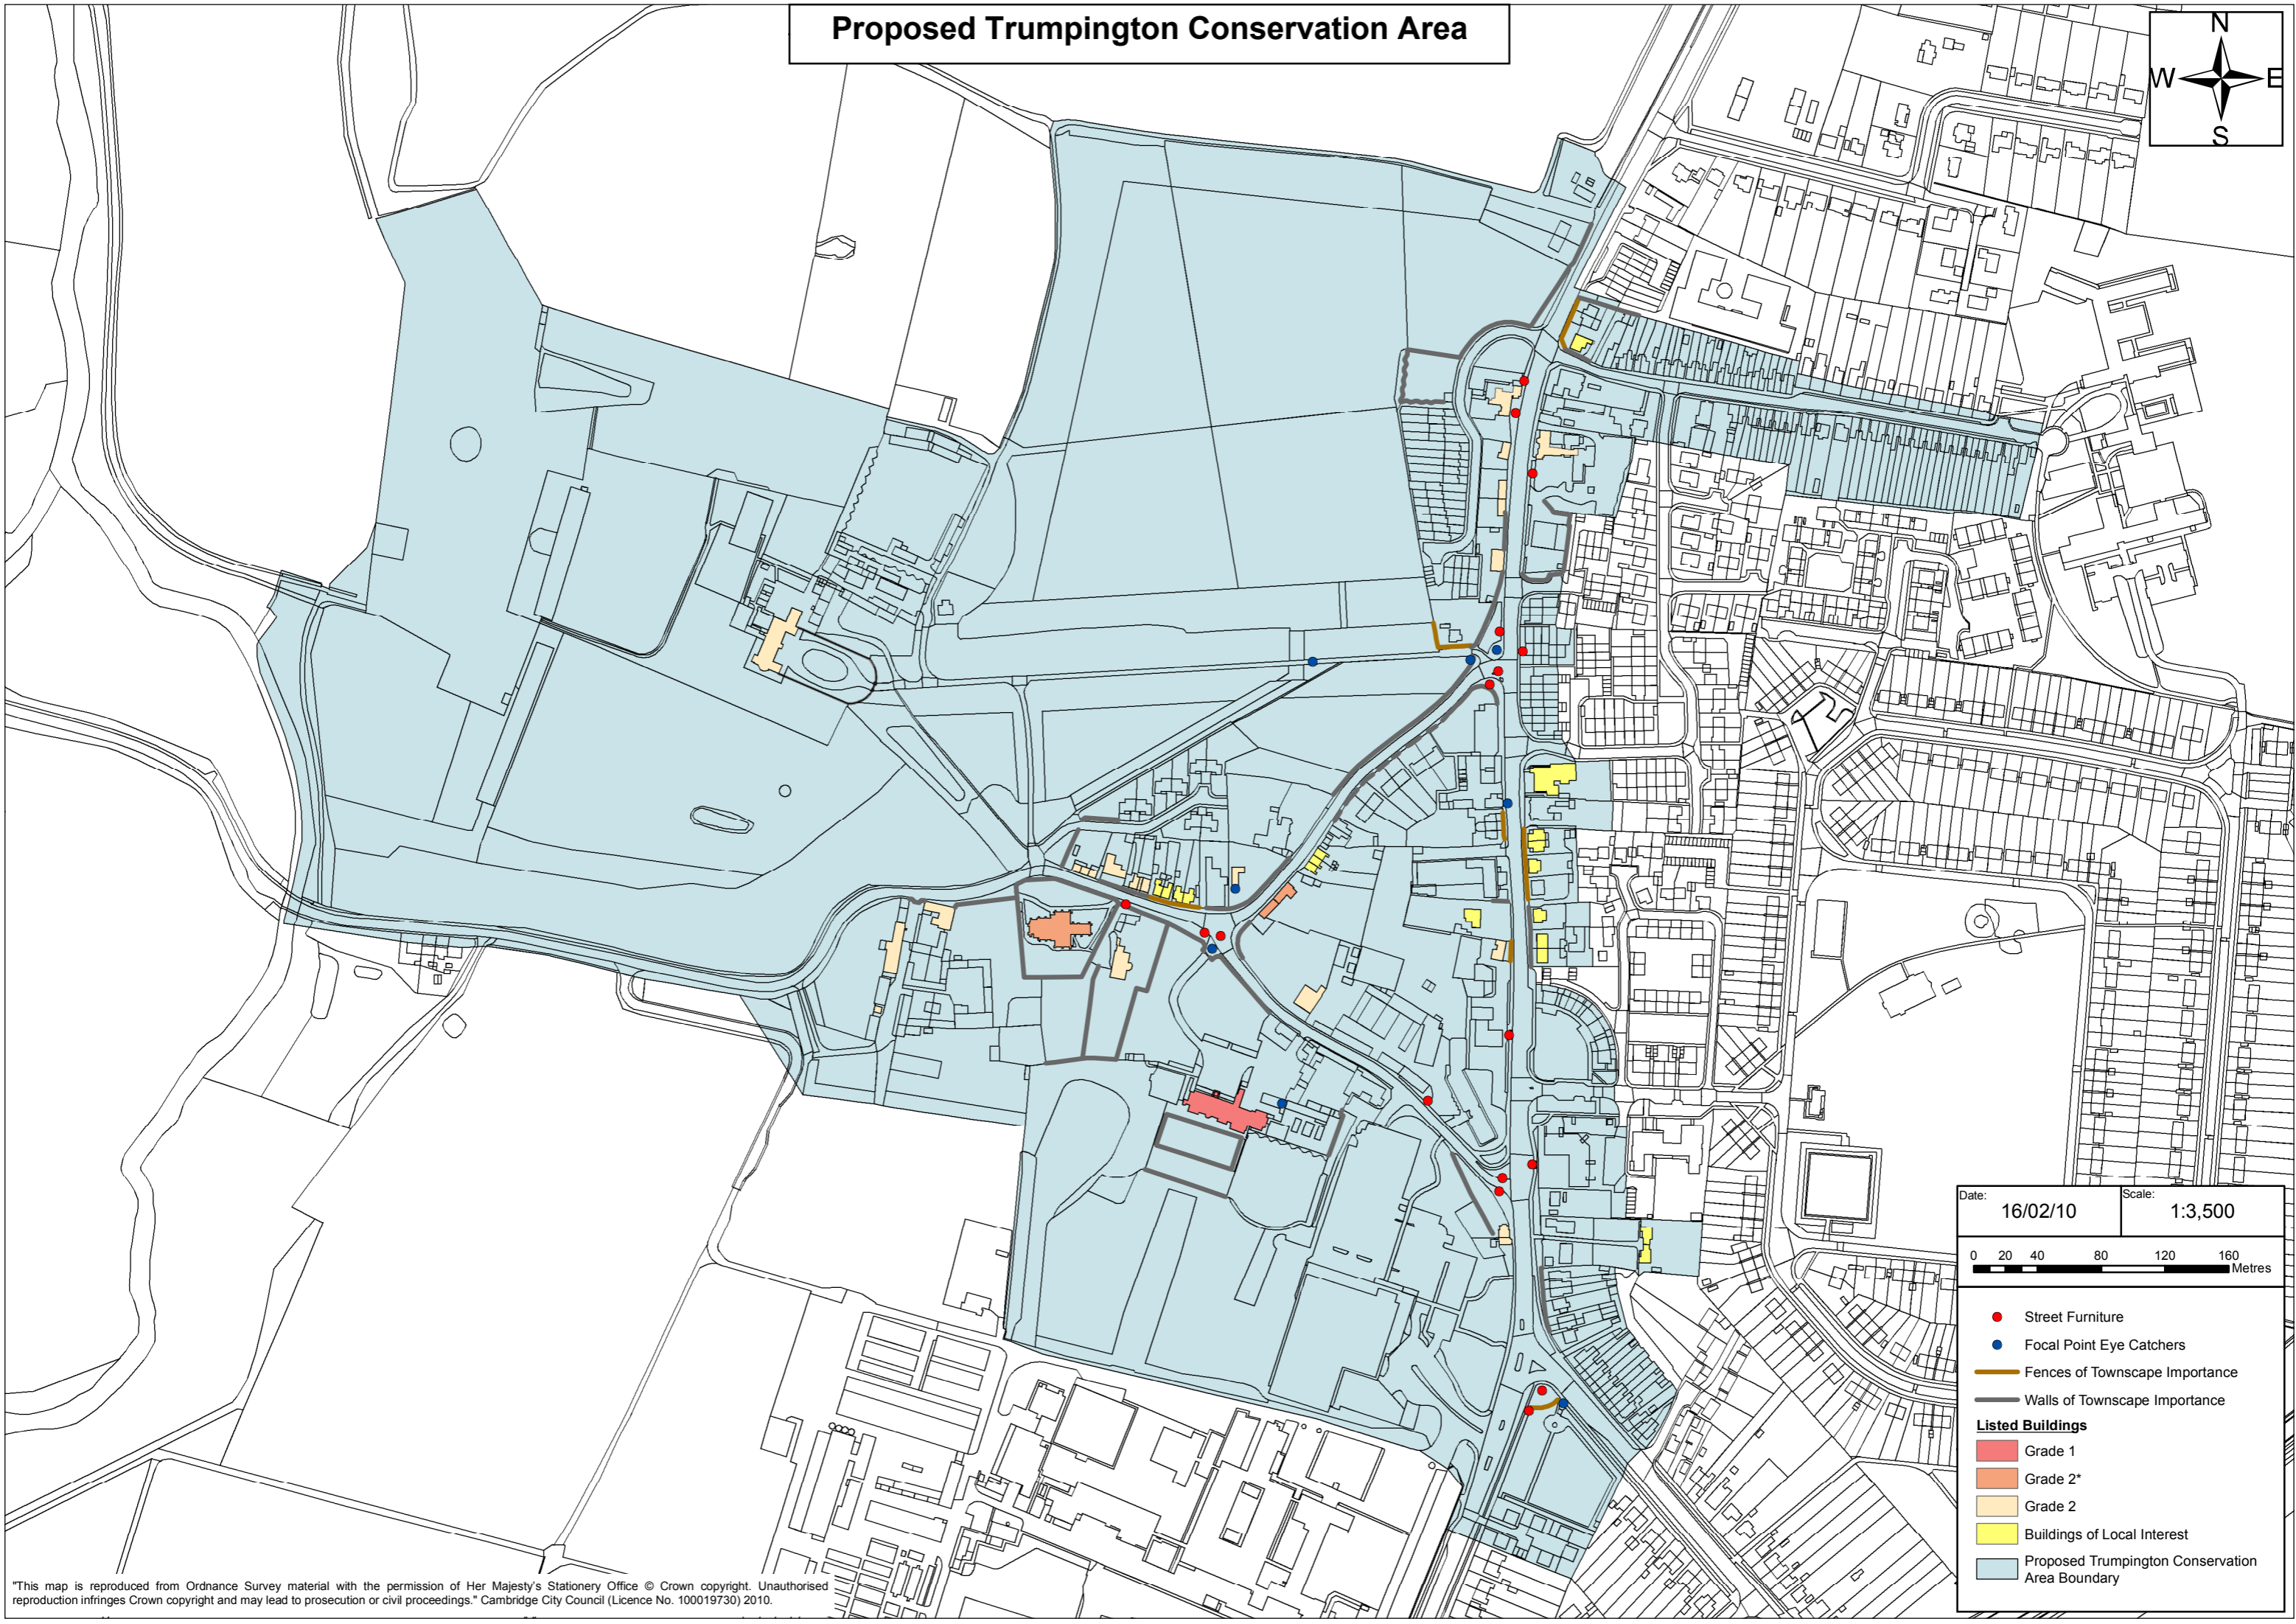 Proposed Trumpington Conservation Area
N
W E
S
Date: Scale:
16/02/10 1:3,500
0 20 40 80 120 160
Metres
Street Furniture
Focal Point Eye Catchers
Fences of Townscape Importance
Walls of Townscape Importance
Listed Buildings
Grade 1
Grade 2*
Grade 2
Buildings of Local Interest
Proposed Trumpington Conservation
Area Boundary
"This map is reproduced from Ordnance Survey material with the permission of Her Majesty's Stationery Office © Crown copyright. Unauthorised
reproduction infringes Crown copyright and may lead to prosecution or civil proceedings." Cambridge City Council (Licence No. 100019730) 2010.